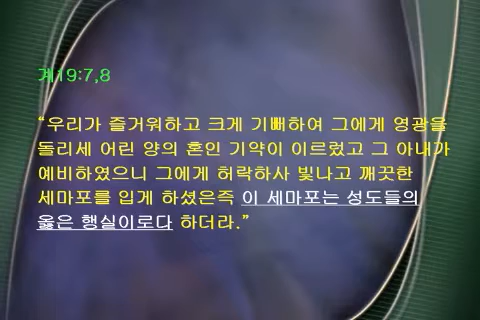 계19:7,8
“우리가 즐거워하고 크게 기뻐하여 그에게 영광을
돌리세 어린 양의 혼인 기약이 이르렀고 그 아내가
예비하였으니 그에게 허락하사 빛나고 깨끗한
세마포를 입게 하셨은즉 이 세마포는 성도들의
옳은 행실이로다 하더라.”